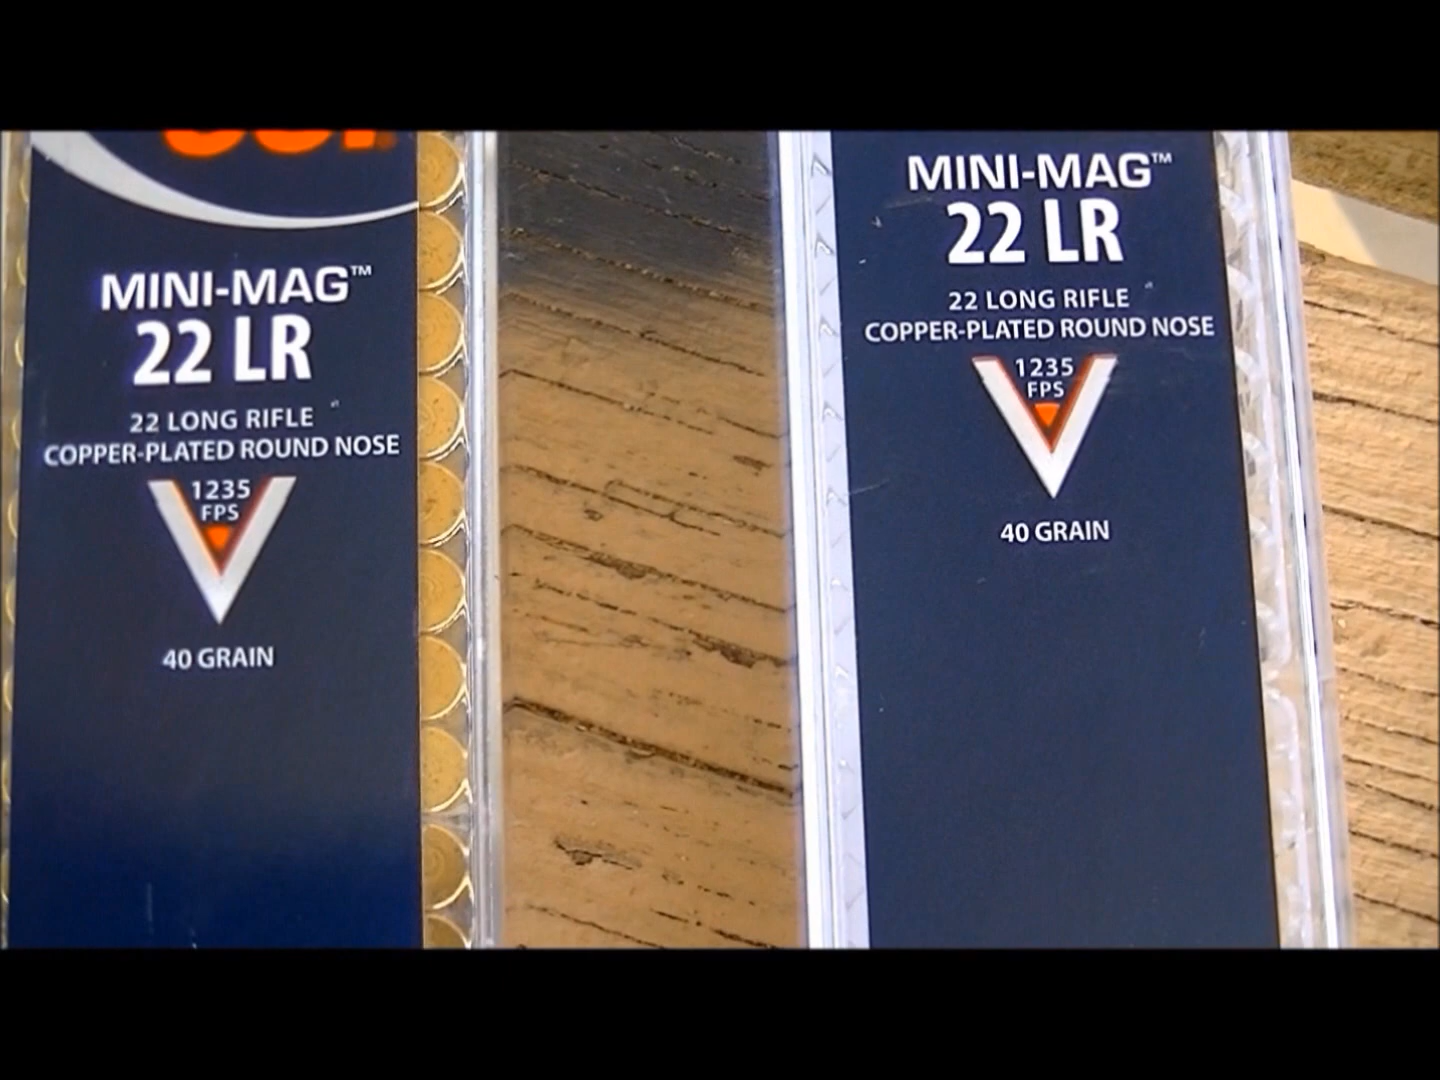 MINI-MAG™
22 LR
22 LONG RIFLE
COPPER-PLATED ROUND NOSE
1235
FPS
40 GRAIN
MINI-MAG™
22 LR
22 LONG RIFLE
COPPER-PLATED ROUND NOSE
1235
FPS
40 GRAIN